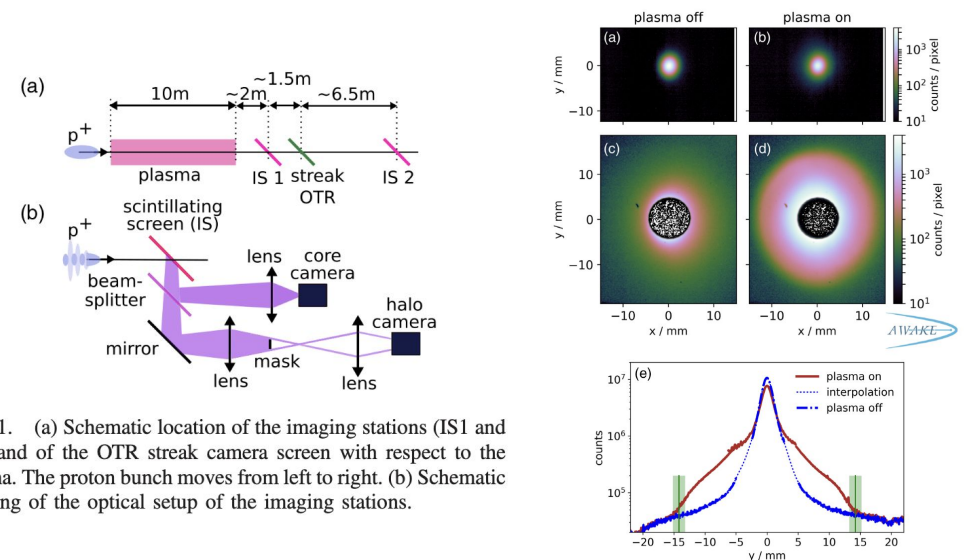 (a)
10m
~2m
~1.5m
~6.5m
p+
plasma
IS 1
streak
OTR
IS 2
(b)
p+
scintillating
screen (IS)
beam-
splitter
mirror
lens
core
camera
halo
camera
mask
lens
lens
1. (a) Schematic location of the imaging stations (IS1 and
and of the OTR streak camera screen with respect to the
na. The proton bunch moves from left to right. (b) Schematic
ng of the optical setup of the imaging stations.
plasma off
plasma on
(a)
(b)
y / mm
0
−10
10³
10²
10¹
counts / pixel
(c)
(d)
y / mm
10
0
−10
−10
0
10
x / mm
−10
0
10
x / mm
10³
10²
10¹
counts / pixel
AWAKE
(e)
plasma on
interpolation
plasma off
counts
10⁷
10⁶
10⁵
−20 −15 −10 −5 0 5 10 15 20
y / mm